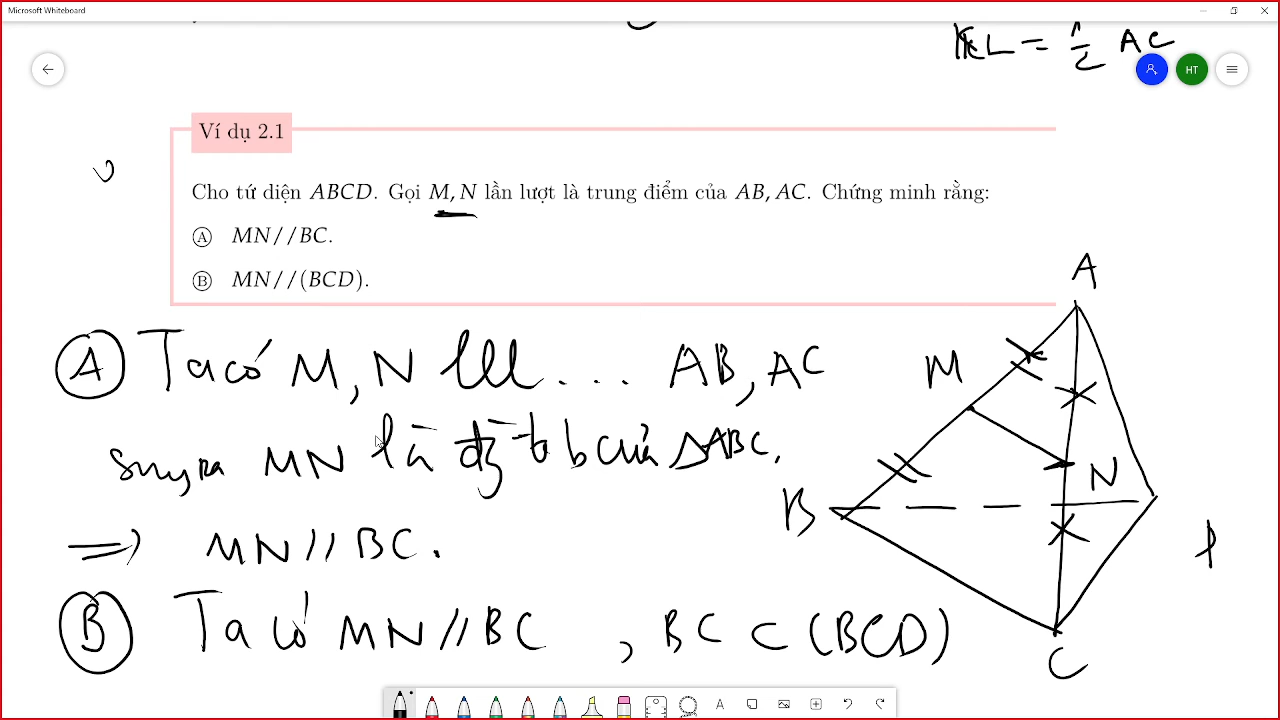 Microsoft Whiteboard
KL = 1/2 AC
HT
Ví dụ 2.1
Cho tứ diện ABCD. Gọi M, N lần lượt là trung điểm của AB, AC. Chứng minh rằng:
Ⓐ MN//BC.
Ⓑ MN//(BCD).
Ⓐ Ta có M, N lll ... AB, AC
suy ra MN là đg tb của ΔABC.
=> MN // BC.
Ⓑ Ta có MN // BC , BC ⊂ (BCD)
A
M
N
B
C
A